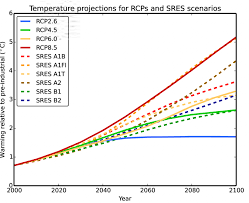 Temperature projections for RCPs and SRES scenarios
6
5
4
3
2
1
0
Warming relative to pre-industrial (°C)
RCP2.6
RCP4.5
RCP6.0
RCP8.5
SRES A1B
SRES A1FI
SRES A1T
SRES A2
SRES B1
SRES B2
2000
2020
2040
2060
2080
2100
Year